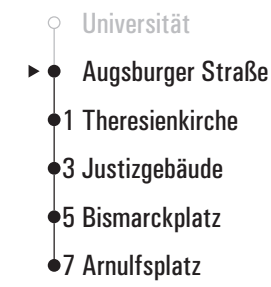 Universität
Augsburger Straße
1 Theresienkirche
3 Justizgebäude
5 Bismarckplatz
7 Arnulfsplatz